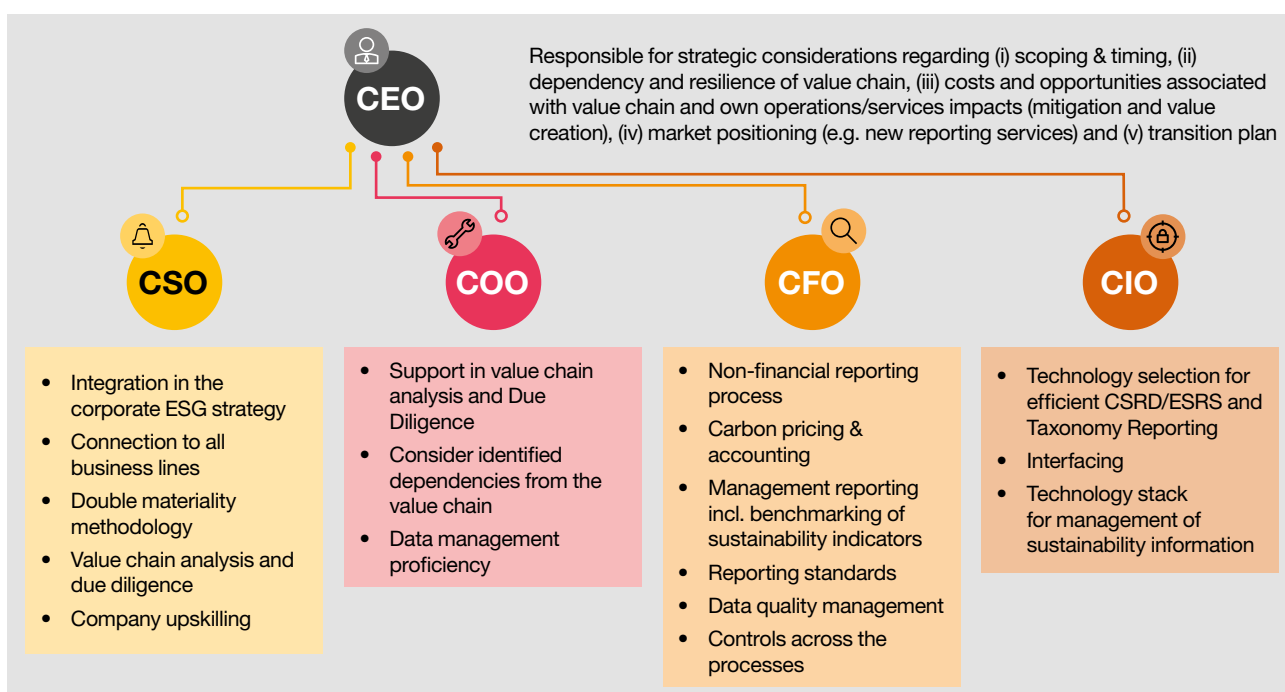 CEO
Responsible for strategic considerations regarding (i) scoping & timing, (ii)
dependency and resilience of value chain, (iii) costs and opportunities associated
with value chain and own operations/services impacts (mitigation and value
creation), (iv) market positioning (e.g. new reporting services) and (v) transition plan
CSO
• Integration in the
corporate ESG strategy
• Connection to all
business lines
• Double materiality
methodology
• Value chain analysis and
due diligence
• Company upskilling
COO
• Support in value chain
analysis and Due
Diligence
• Consider identified
dependencies from the
value chain
• Data management
proficiency
CFO
• Non-financial reporting
process
• Carbon pricing &
accounting
• Management reporting
incl. benchmarking of
sustainability indicators
• Reporting standards
• Data quality management
• Controls across the
processes
CIO
• Technology selection for
efficient CSRD/ESRS and
Taxonomy Reporting
• Interfacing
• Technology stack
for management of
sustainability information